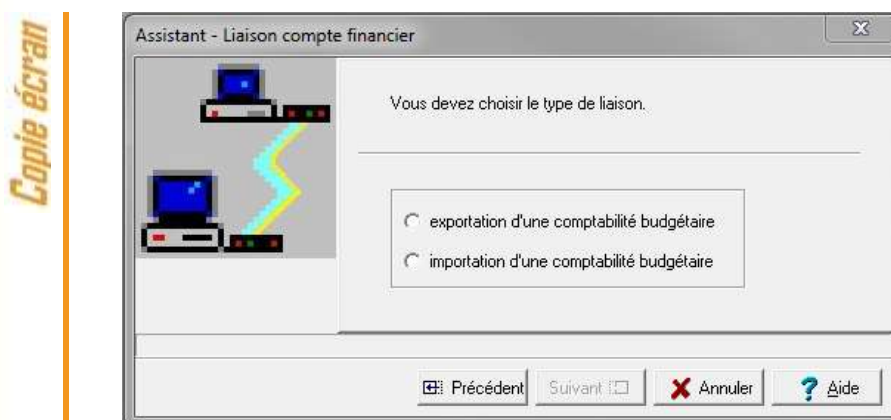 Copie écran
Assistant - Liaison compte financier
Vous devez choisir le type de liaison.
exportation d'une comptabilité budgétaire
importation d'une comptabilité budgétaire
Précédent Suivant Annuler Aide